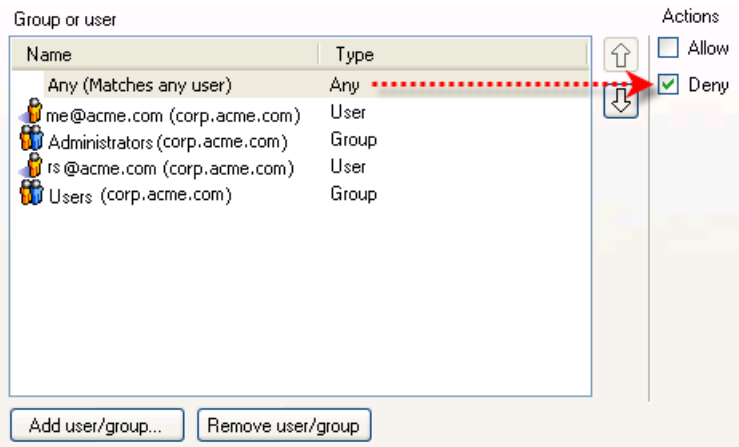 Group or user Actions
Name Type Allow
Any (Matches any user) Any Deny
me@acme.com (corp.acme.com) User
Administrators (corp.acme.com) Group
rs@acme.com (corp.acme.com) User
Users (corp.acme.com) Group
Add user/group... Remove user/group